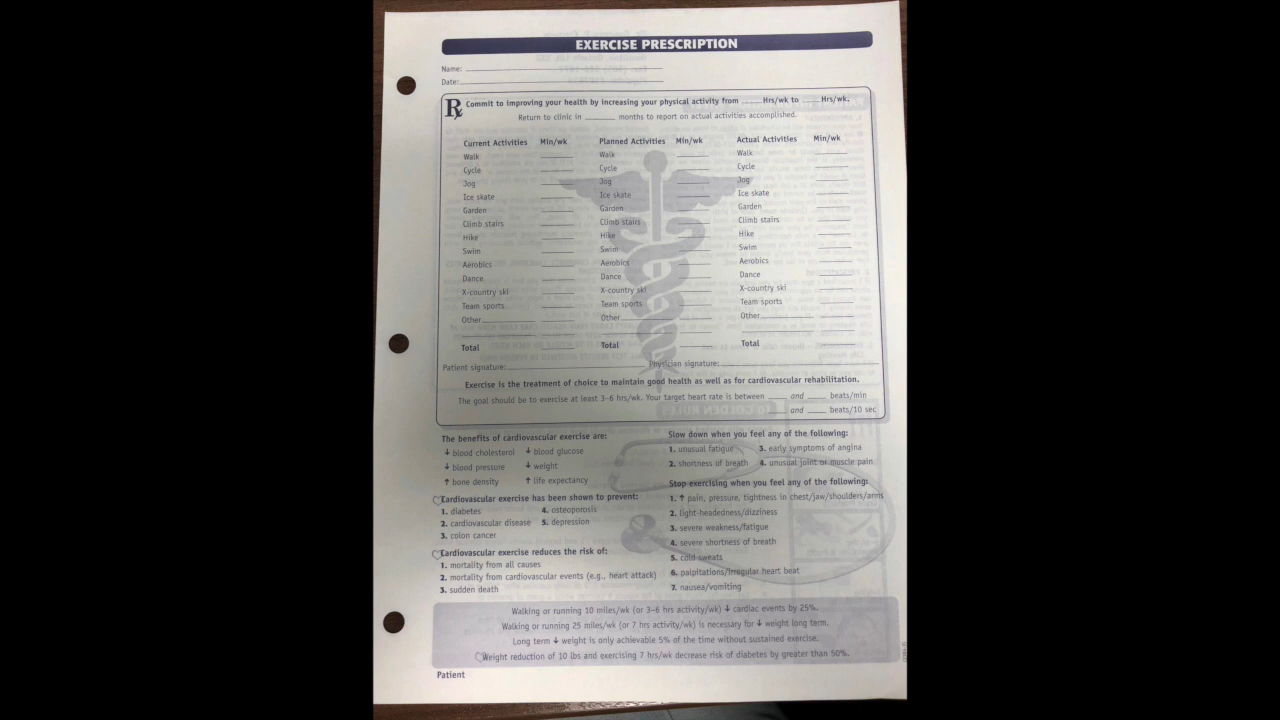 EXERCISE PRESCRIPTION
Name:
Date:
Rx Commit to improving your health by increasing your physical activity from ____ Hrs/wk to ____ Hrs/wk.
Return to clinic in ______ months to report on actual activities accomplished.
Current Activities Min/wk Planned Activities Min/wk Actual Activities Min/wk
Walk Walk Walk
Cycle Cycle Cycle
Jog Jog Jog
Ice skate Ice skate Ice skate
Garden Garden Garden
Climb stairs Climb stairs Climb stairs
Hike Hike Hike
Swim Swim Swim
Aerobics Aerobics Aerobics
Dance Dance Dance
X-country ski X-country ski X-country ski
Team sports Team sports Team sports
Other Other Other
Total Total Total
Patient signature: Physician signature:
Exercise is the treatment of choice to maintain good health as well as for cardiovascular rehabilitation.
The goal should be to exercise at least 3-6 hrs/wk. Your target heart rate is between ____ and ____ beats/min
____ and ____ beats/10 sec
The benefits of cardiovascular exercise are:
↓ blood cholesterol ↓ blood glucose
↓ blood pressure ↓ weight
↑ bone density ↑ life expectancy
Cardiovascular exercise has been shown to prevent:
1. diabetes 4. osteoporosis
2. cardiovascular disease 5. depression
3. colon cancer
Cardiovascular exercise reduces the risk of:
1. mortality from all causes
2. mortality from cardiovascular events (e.g., heart attack)
3. sudden death
Slow down when you feel any of the following:
1. unusual fatigue 3. early symptoms of angina
2. shortness of breath 4. unusual joint or muscle pain
Stop exercising when you feel any of the following:
1. ↑ pain, pressure, tightness in chest/jaw/shoulders/arms
2. light-headedness/dizziness
3. severe weakness/fatigue
4. severe shortness of breath
5. cold sweats
6. palpitations/irregular heart beat
7. nausea/vomiting
Walking or running 10 miles/wk (or 3-6 hrs activity/wk) ↓ cardiac events by 25%.
Walking or running 25 miles/wk (or 7 hrs activity/wk) is necessary for ↓ weight long term.
Long term ↓ weight is only achievable 5% of the time without sustained exercise.
Weight reduction of 10 lbs and exercising 7 hrs/wk decrease risk of diabetes by greater than 50%.
Patient